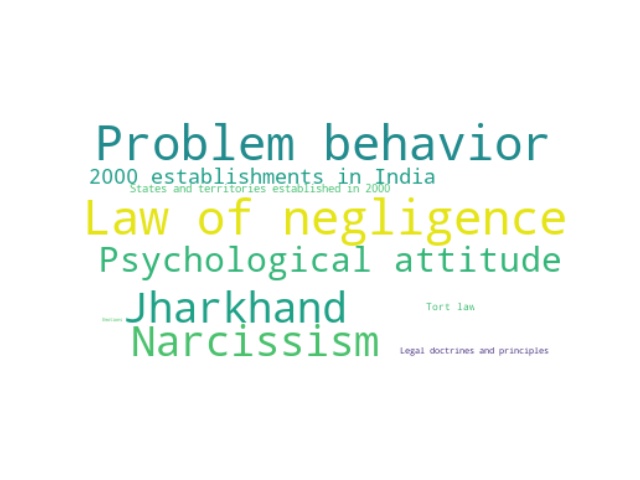 Problem behavior
2000 establishments in India
States and territories established in 2000
Law of negligence
Psychological attitude
Jharkhand
Tort law
Narcissism
Legal doctrines and principles